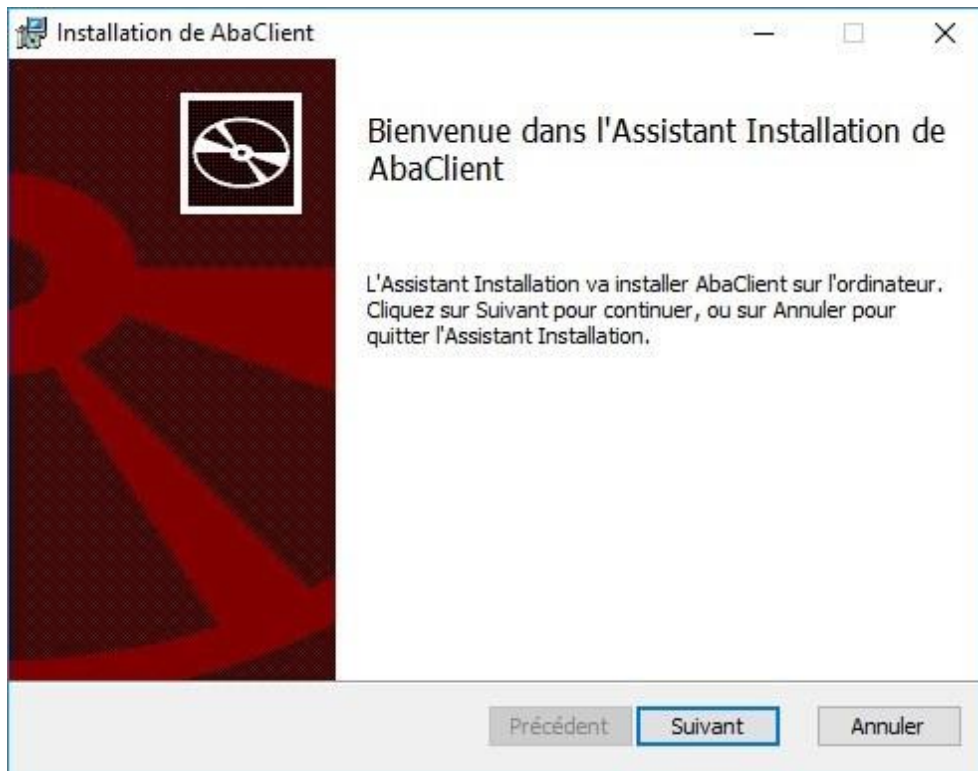 Installation de AbaClient
Bienvenue dans l'Assistant Installation de
AbaClient
L'Assistant Installation va installer AbaClient sur l'ordinateur.
Cliquez sur Suivant pour continuer, ou sur Annuler pour
quitter l'Assistant Installation.
Précédent
Suivant
Annuler